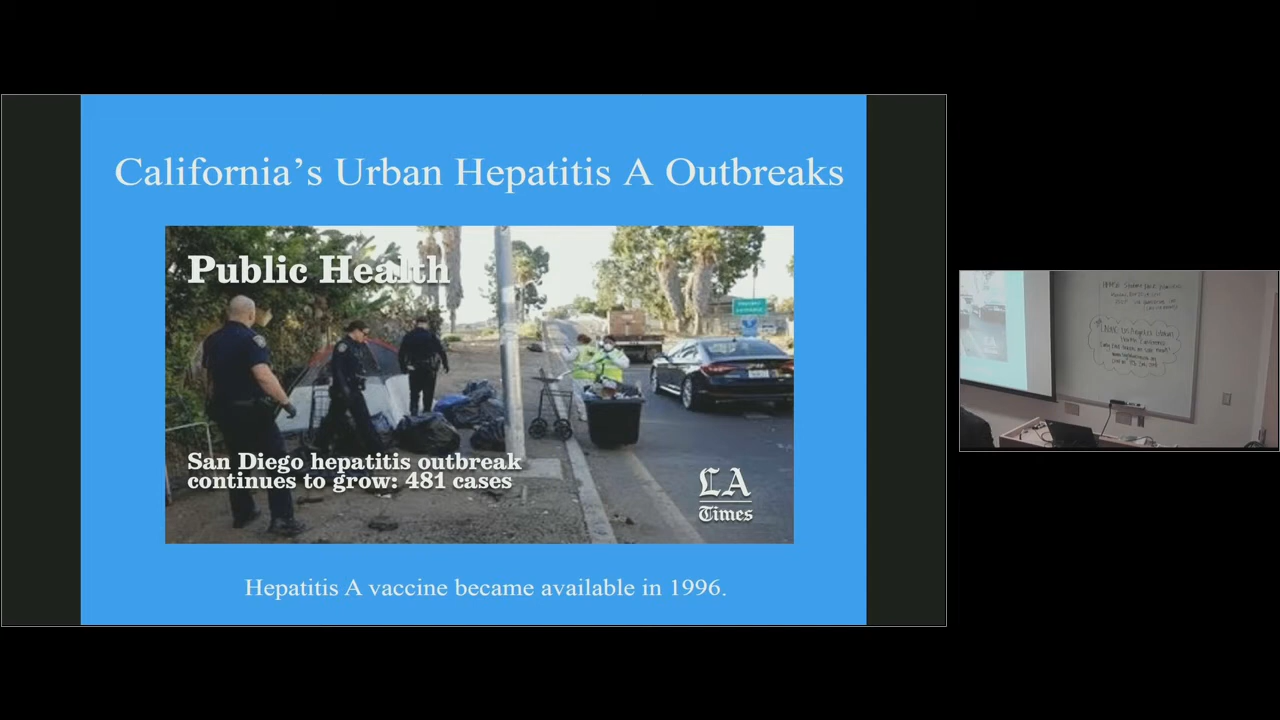 California's Urban Hepatitis A Outbreaks
Public Health
San Diego hepatitis outbreak
continues to grow: 481 cases
LA
Times
Hepatitis A vaccine became available in 1996.